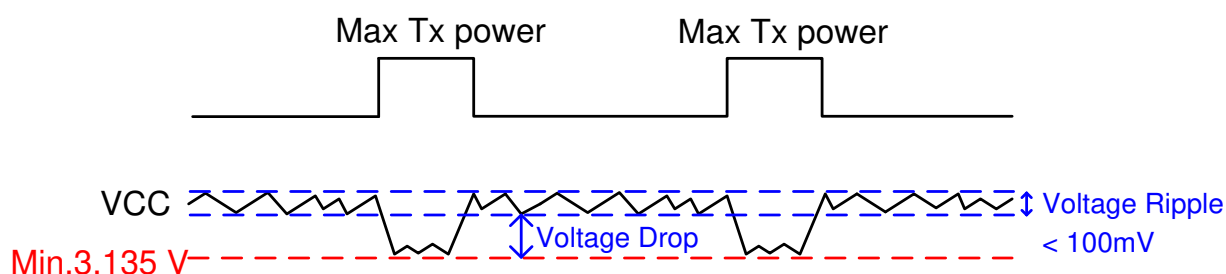 Max Tx power
Max Tx power
VCC
Voltage Ripple
< 100mV
Voltage Drop
Min.3.135 V